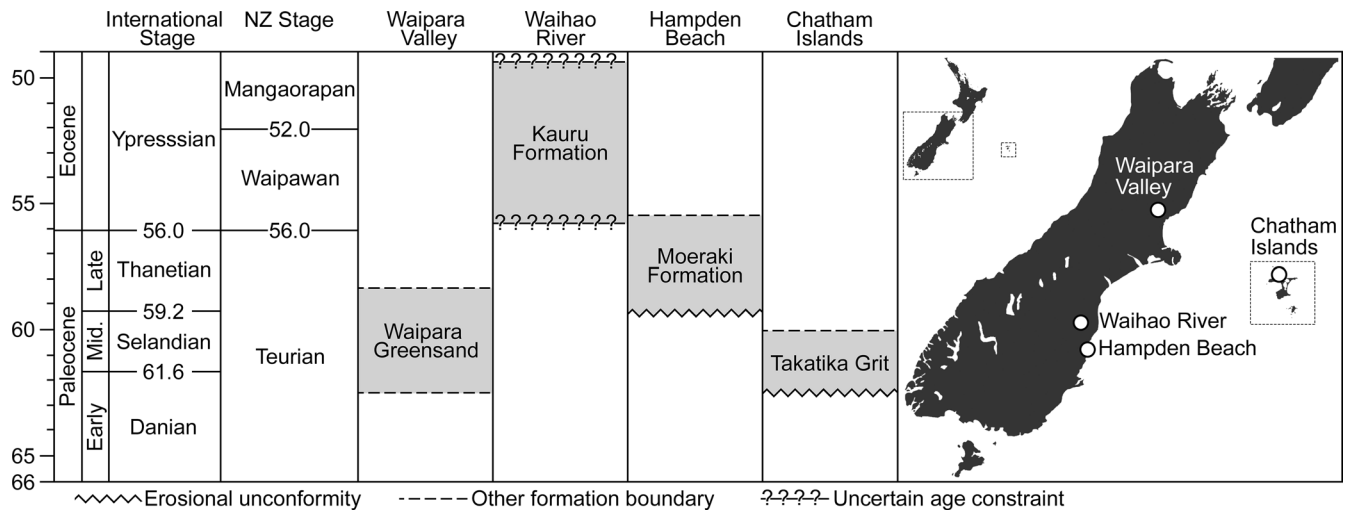 International Stage
NZ Stage
Waipara Valley
Waihao River
Hampden Beach
Chatham Islands
50
55
60
65
66
Eocene
Paleocene
Late
Mid.
Early
Ypresssian
56.0
Thanetian
59.2
Selandian
61.6
Danian
Mangaorapan
52.0
Waipawan
56.0
Teurian
Waipara
Greensand
? ? ? ? ? ? ? ?
Kauru
Formation
? ? ? ? ? ? ? ?
Moeraki
Formation
Takatika Grit
Waipara
Valley
Chatham
Islands
Waihao River
Hampden Beach
Erosional unconformity
Other formation boundary
? ? ? ? Uncertain age constraint